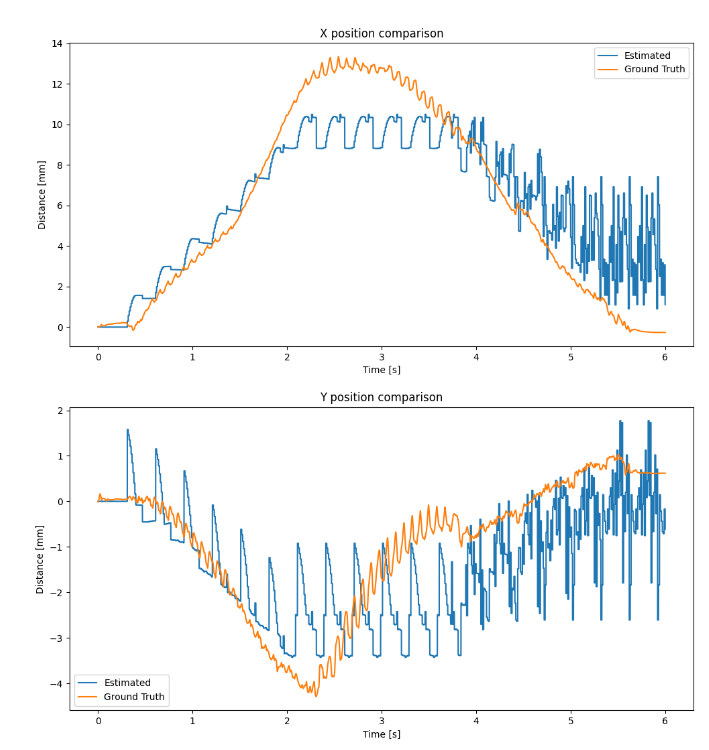 X position comparison
Distance [mm]
14
12
10
8
6
4
2
0
Estimated
Ground Truth
0
1
2
3
4
5
6
Time [s]
Y position comparison
Distance [mm]
2
1
0
−1
−2
−3
−4
Estimated
Ground Truth
0
1
2
3
4
5
6
Time [s]